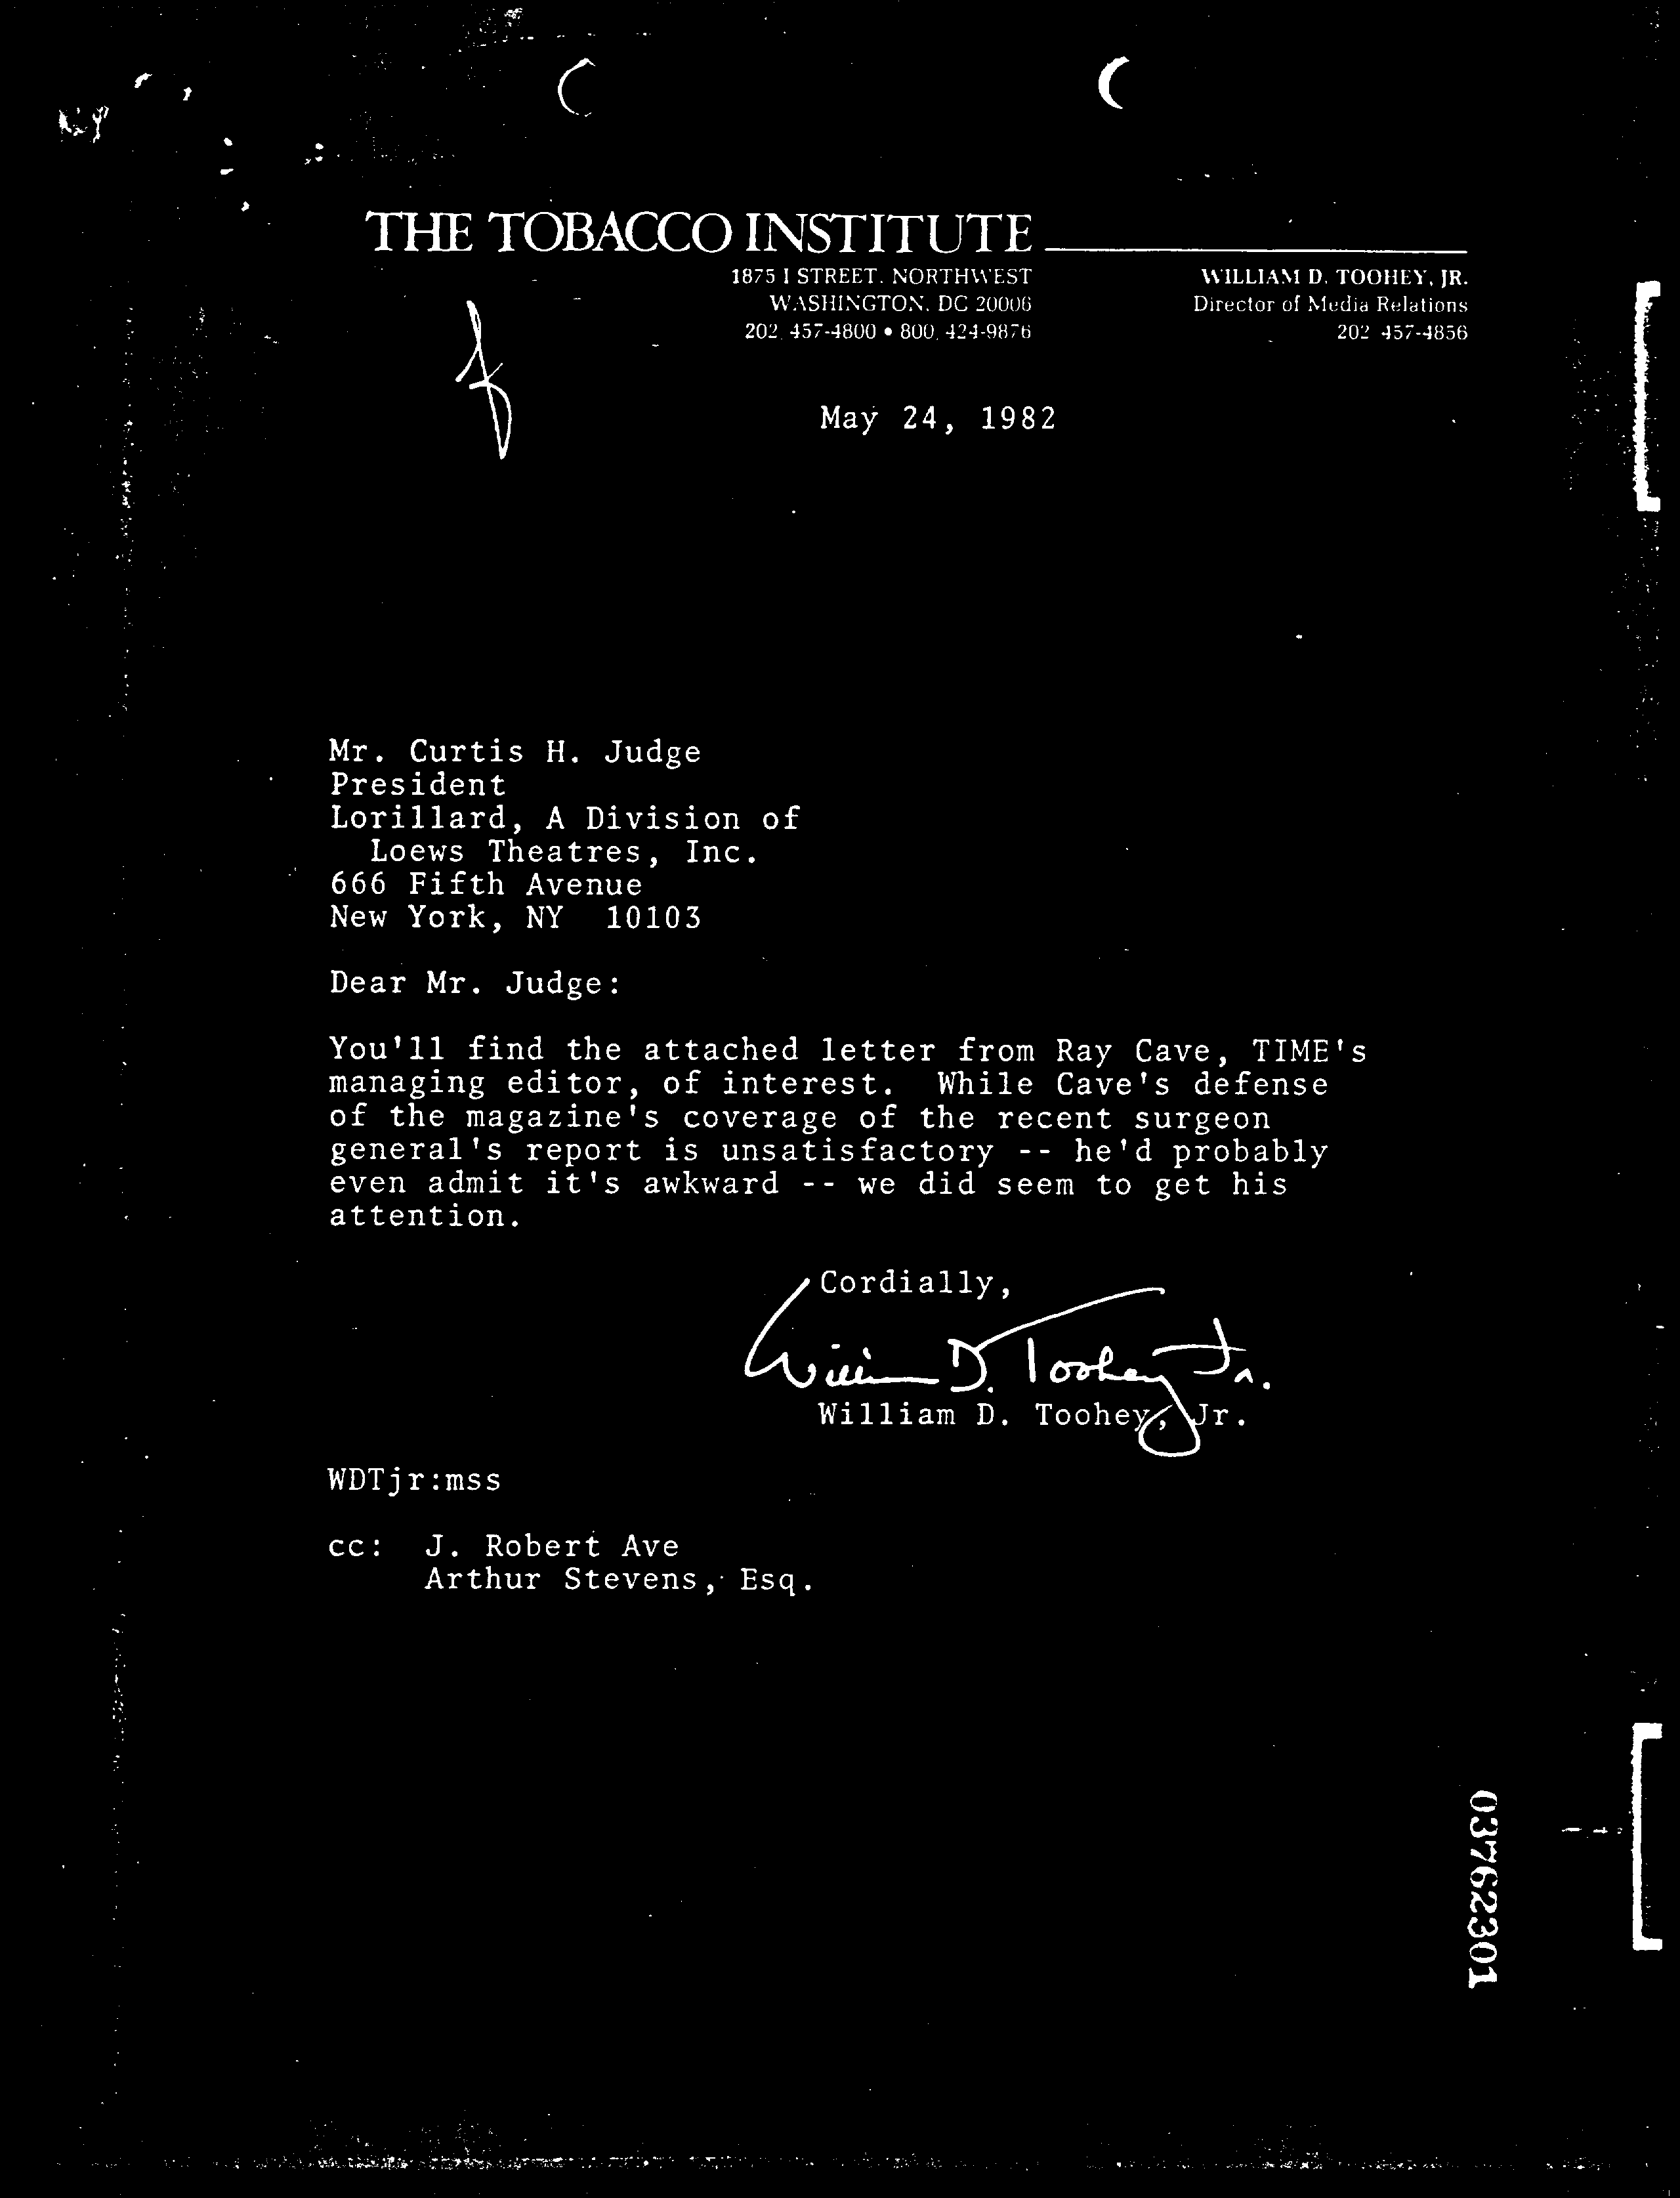 THE TOBACCO INSTITUTE
1875 I STREET, NORTHWEST
WASHINGTON, DC 20006
202 457-4800 • 800 424-9876
WILLIAM D. TOOHEY, JR.
Director of Media Relations
202 457-4856
May 24, 1982
Mr. Curtis H. Judge
President
Lorillard, A Division of
Loews Theatres, Inc.
666 Fifth Avenue
New York, NY 10103
Dear Mr. Judge:
You'll find the attached letter from Ray Cave, TIME's
managing editor, of interest. While Cave's defense
of the magazine's coverage of the recent surgeon
general's report is unsatisfactory -- he'd probably
even admit it's awkward -- we did seem to get his
attention.
Cordially,
William D. Toohey Jr.
William D. Toohey, Jr.
WDTjr:mss
cc: J. Robert Ave
Arthur Stevens, Esq.
03762301